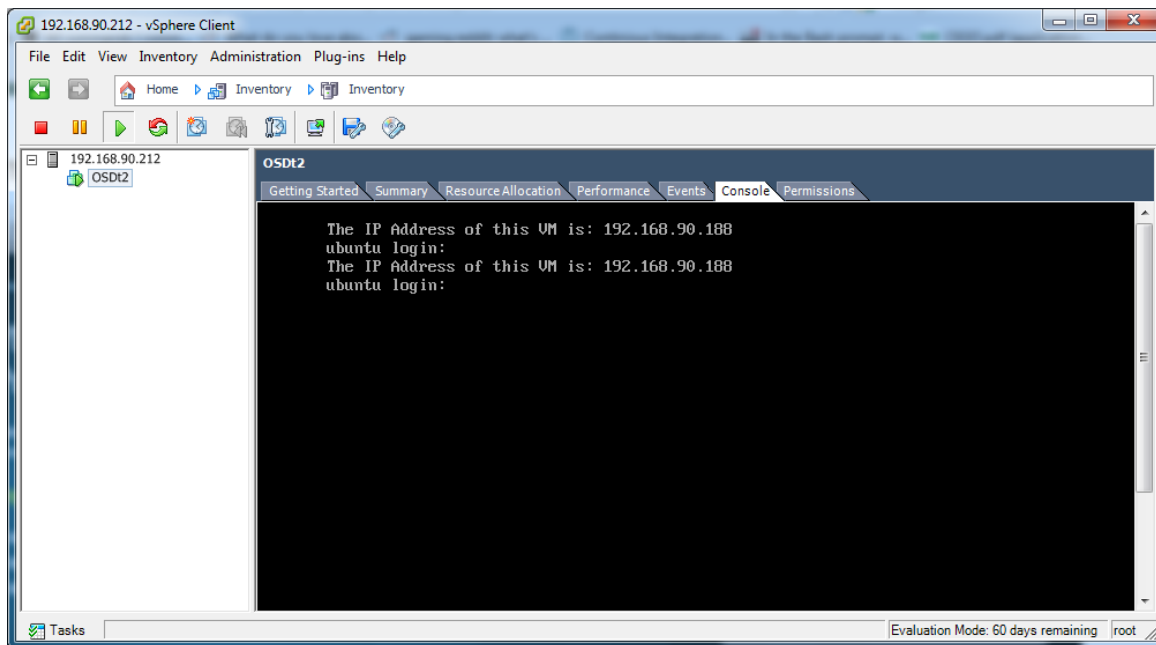 192.168.90.212 - vSphere Client
File Edit View Inventory Administration Plug-ins Help
Home Inventory Inventory
192.168.90.212
OSDt2
OSDt2
Getting Started Summary Resource Allocation Performance Events Console Permissions
The IP Address of this VM is: 192.168.90.188
ubuntu login:
The IP Address of this VM is: 192.168.90.188
ubuntu login:
Tasks Evaluation Mode: 60 days remaining root